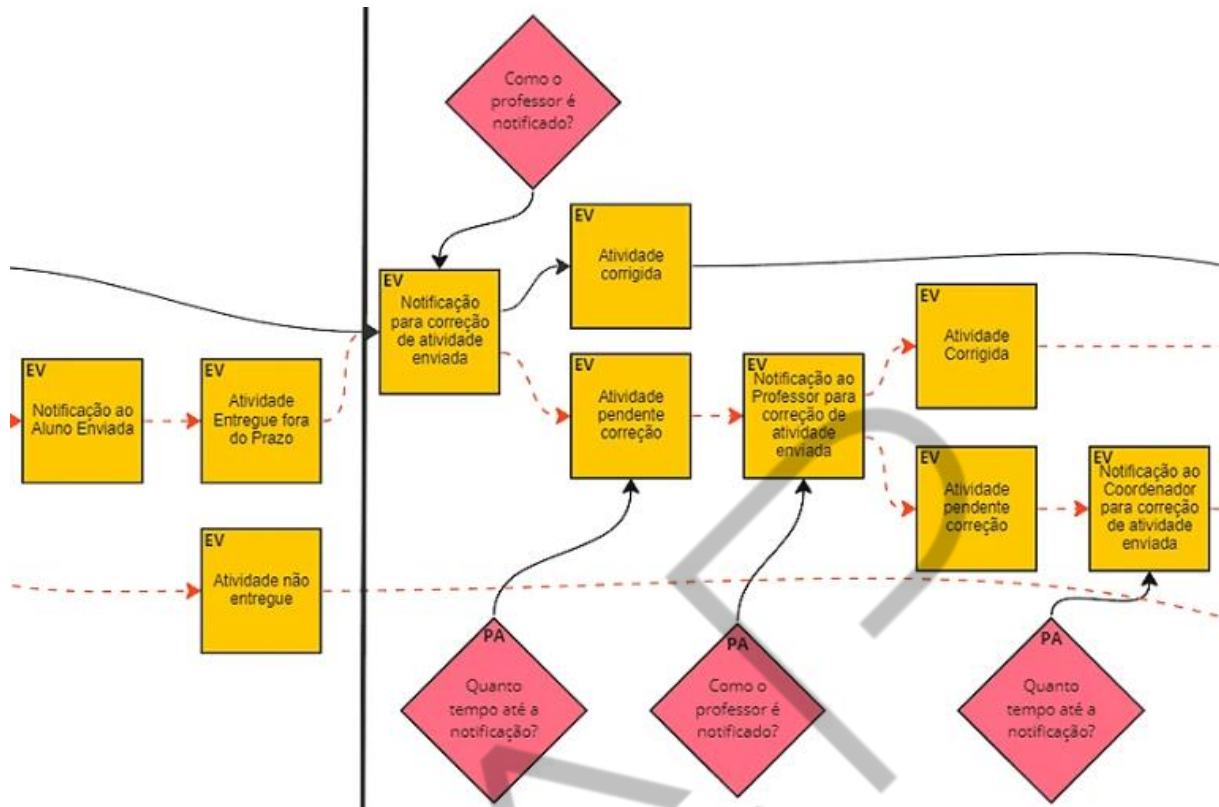 Como o
professor é
notificado?
EV
Atividade
corrigida
EV
Notificação
para correção
de atividade
enviada
EV
Atividade
Corrigida
EV
Notificação ao
Aluno Enviada
EV
Atividade
Entregue fora
do Prazo
EV
Atividade
pendente
correção
EV
Notificação ao
Professor para
correção de
atividade
enviada
EV
Atividade
pendente
correção
EV
Notificação ao
Coordenador
para correção
de atividade
enviada
EV
Atividade não
entregue
PA
Quanto
tempo até a
notificação?
PA
Como o
professor é
notificado?
PA
Quanto
tempo até a
notificação?